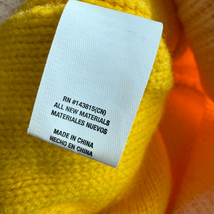 RN #143815(CN)
ALL NEW MATERIALS
MATERIALES NUEVOS
MADE IN CHINA
HECHO EN CHINA